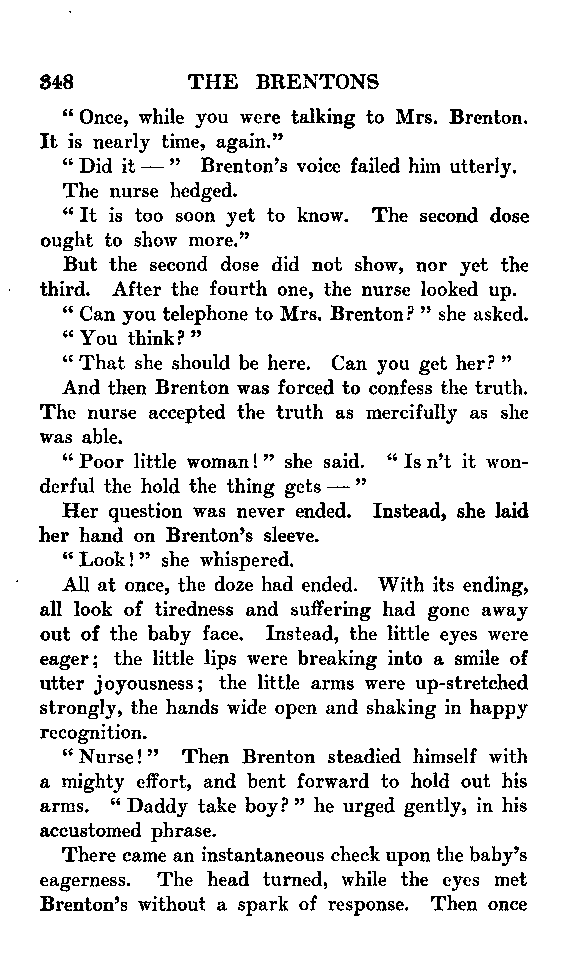 348 THE BRENTONS
“ Once, while you were talking to Mrs. Brenton.
It is nearly time, again.”
“ Did it — ” Brenton’s voice failed him utterly.
The nurse hedged.
“ It is too soon yet to know. The second dose
ought to show more.”
But the second dose did not show, nor yet the
third. After the fourth one, the nurse looked up.
“ Can you telephone to Mrs. Brenton? ” she asked.
“ You think? ”
“ That she should be here. Can you get her? ”
And then Brenton was forced to confess the truth.
The nurse accepted the truth as mercifully as she
was able.
“ Poor little woman! ” she said. “ Is n’t it won-
derful the hold the thing gets — ”
Her question was never ended. Instead, she laid
her hand on Brenton’s sleeve.
“ Look! ” she whispered.
All at once, the doze had ended. With its ending,
all look of tiredness and suffering had gone away
out of the baby face. Instead, the little eyes were
eager; the little lips were breaking into a smile of
utter joyousness; the little arms were up-stretched
strongly, the hands wide open and shaking in happy
recognition.
“ Nurse! ” Then Brenton steadied himself with
a mighty effort, and bent forward to hold out his
arms. “ Daddy take boy? ” he urged gently, in his
accustomed phrase.
There came an instantaneous check upon the baby’s
eagerness. The head turned, while the eyes met
Brenton’s without a spark of response. Then once